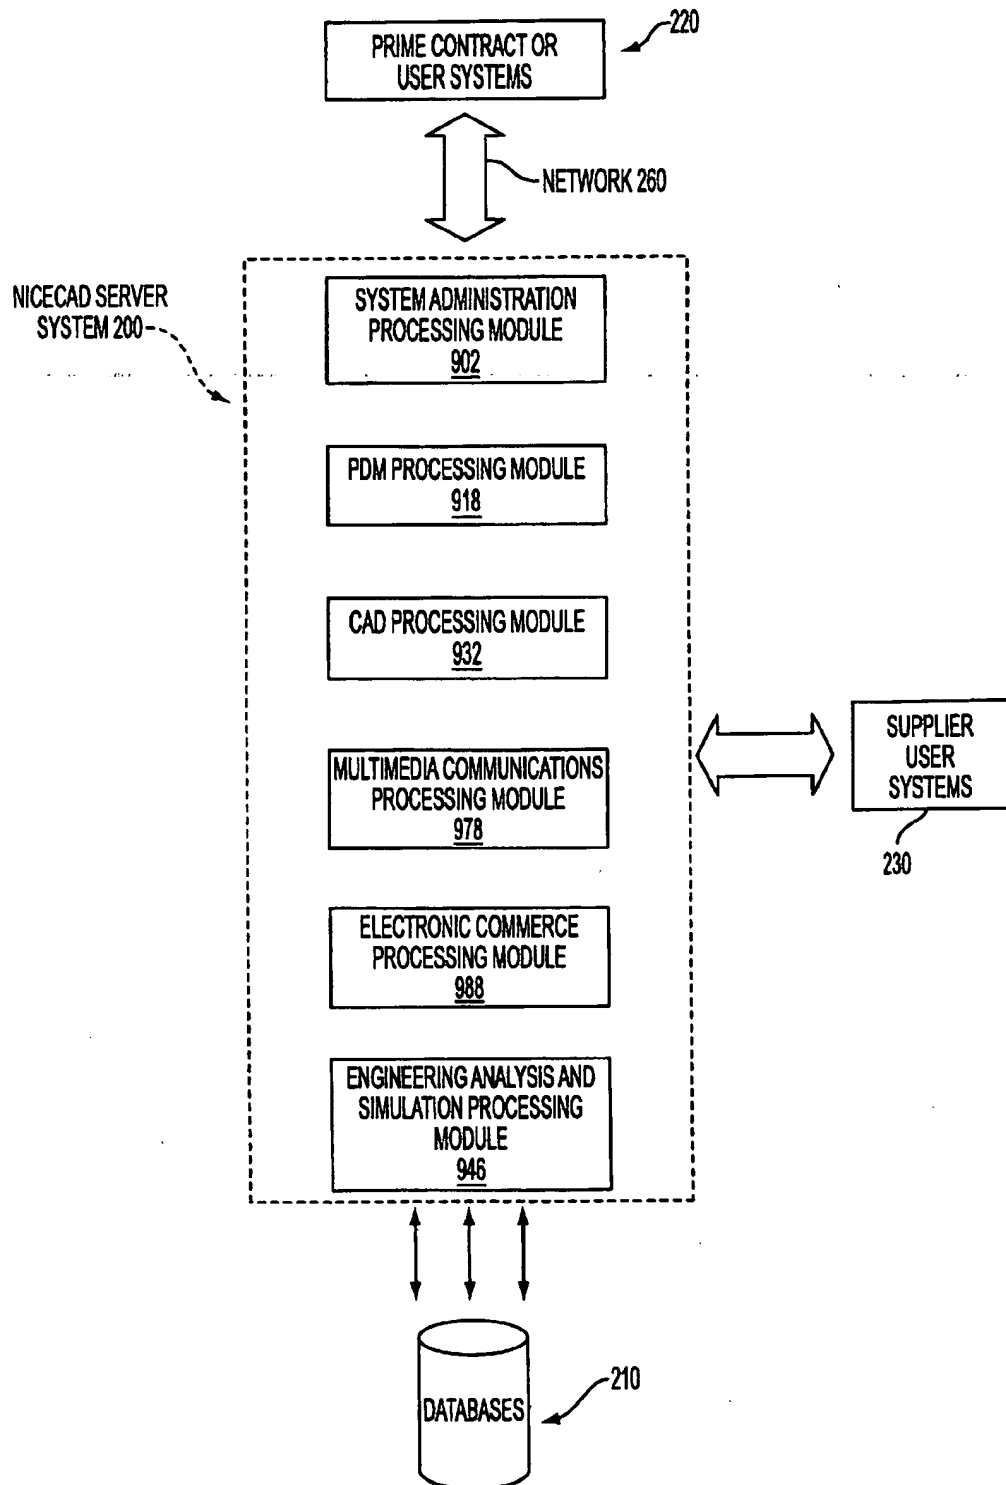 220
PRIME CONTRACT OR
USER SYSTEMS
NETWORK 260
NICECAD SERVER
SYSTEM 200
SYSTEM ADMINISTRATION
PROCESSING MODULE
902
PDM PROCESSING MODULE
918
CAD PROCESSING MODULE
932
MULTIMEDIA COMMUNICATIONS
PROCESSING MODULE
978
SUPPLIER
USER
SYSTEMS
230
ELECTRONIC COMMERCE
PROCESSING MODULE
988
ENGINEERING ANALYSIS AND
SIMULATION PROCESSING
MODULE
946
DATABASES
210